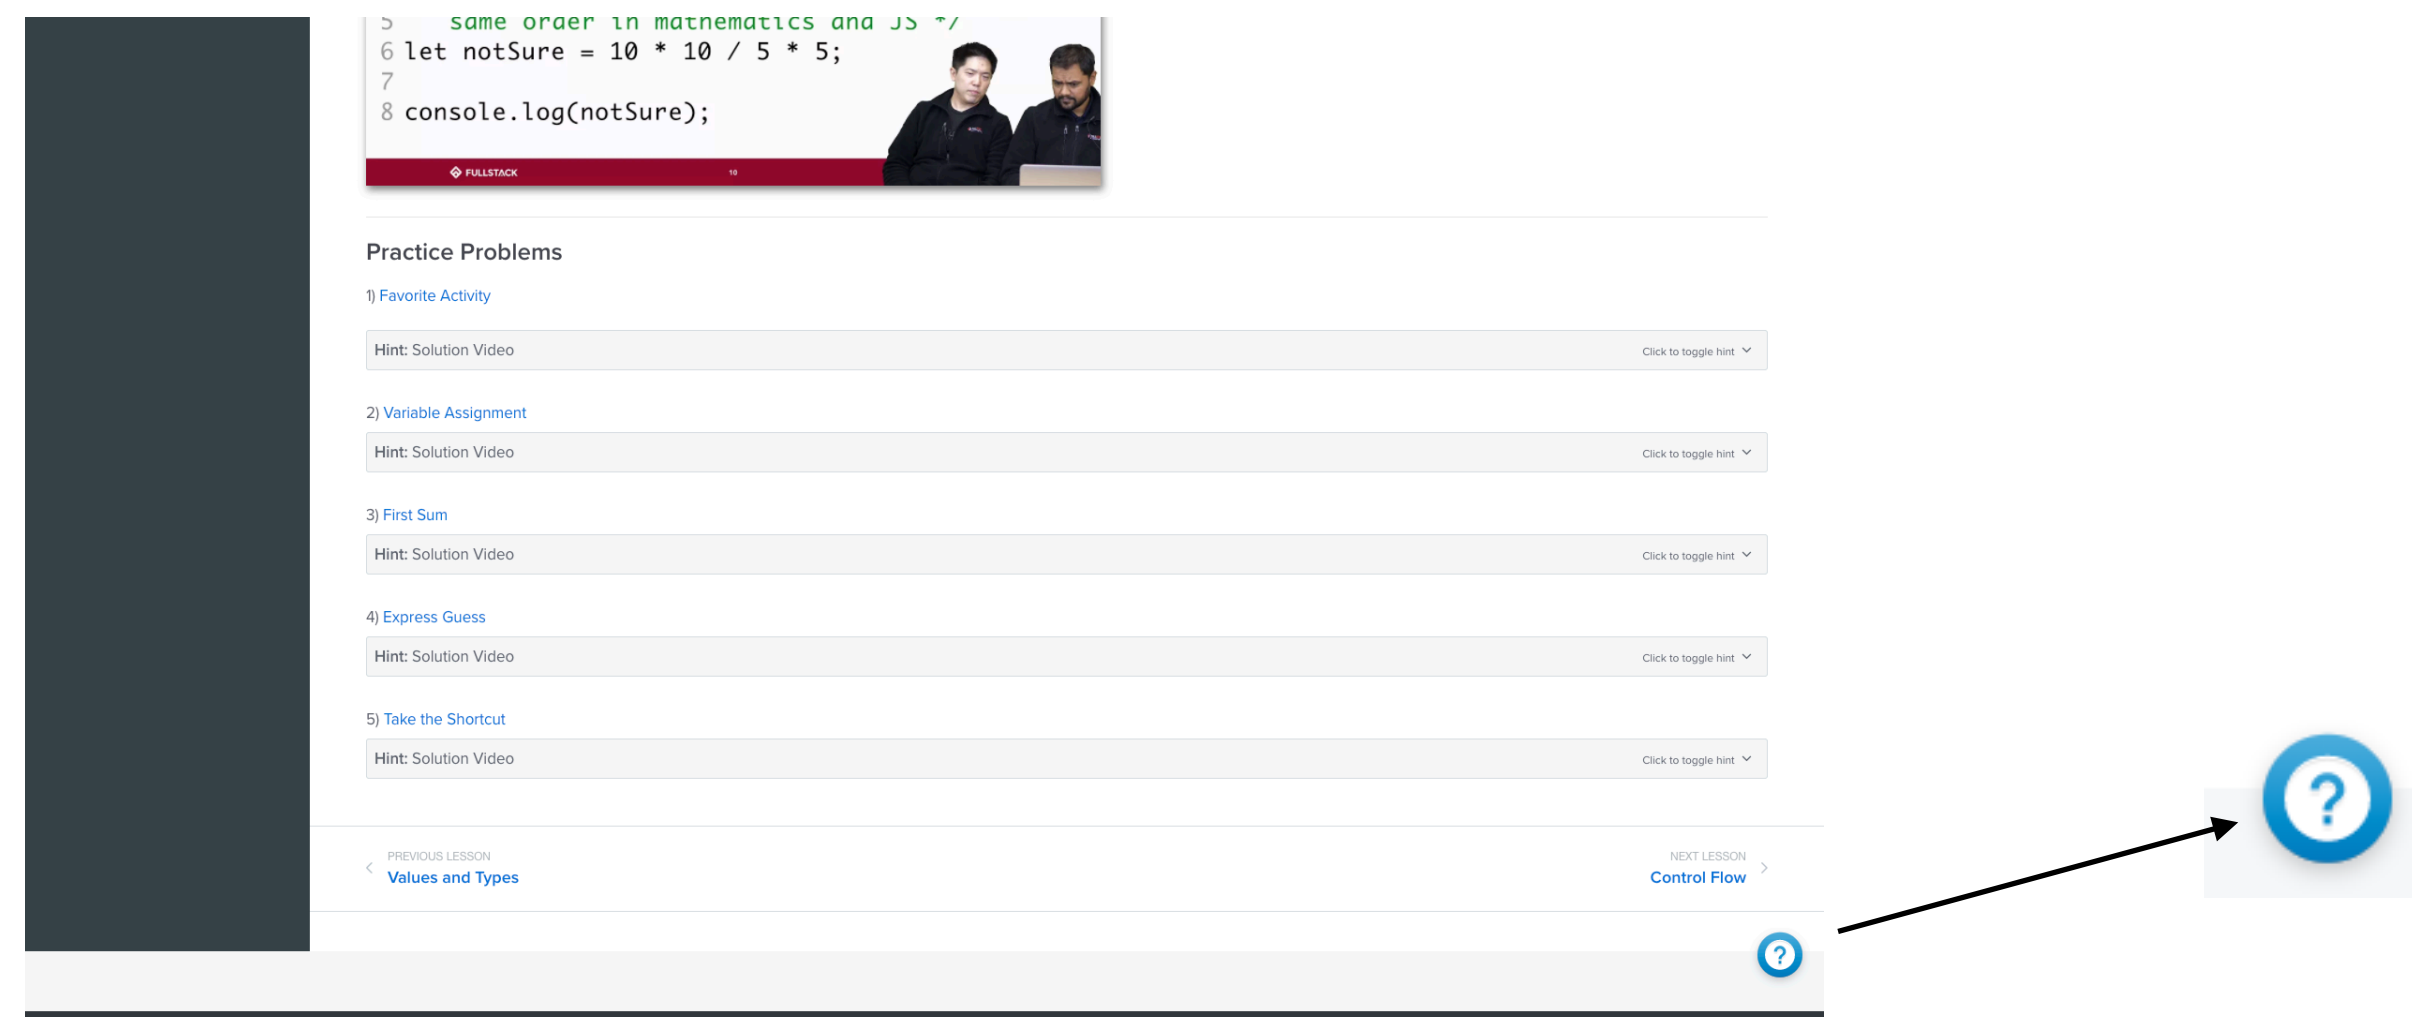 5 same order in mathematics and JS */
6 let notSure = 10 * 10 / 5 * 5;
7
8 console.log(notSure);
FULLSTACK 10
Practice Problems
1) Favorite Activity
Hint: Solution Video Click to toggle hint
2) Variable Assignment
Hint: Solution Video Click to toggle hint
3) First Sum
Hint: Solution Video Click to toggle hint
4) Express Guess
Hint: Solution Video Click to toggle hint
5) Take the Shortcut
Hint: Solution Video Click to toggle hint
PREVIOUS LESSON NEXT LESSON
Values and Types Control Flow
?
?